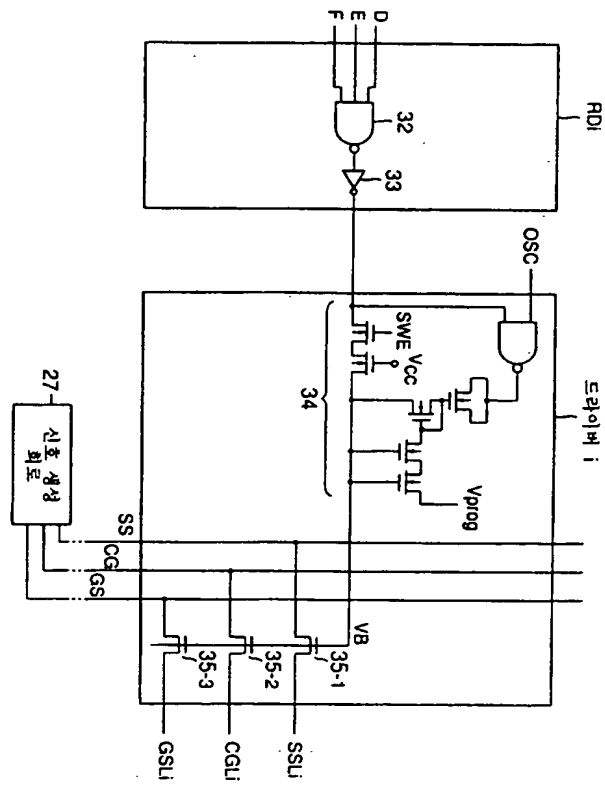 RDi
D
E
F
32
33
드라이버 i
OSC
SWE
VCC
34
Vprog
27
신호 생성
회로
SS
CG
GS
VB
35-1
35-2
35-3
SSLi
CGLi
GSLi